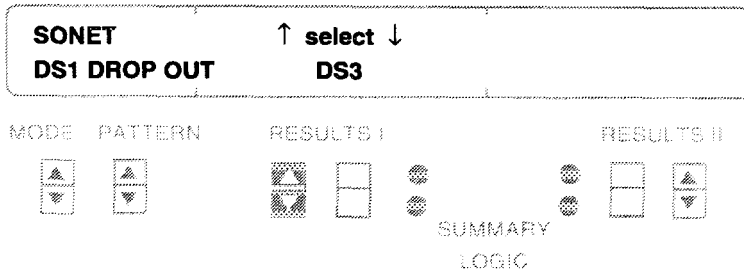 SONET ↑ select ↓
DS1 DROP OUT DS3
MODE PATTERN RESULTS I RESULTS II
SUMMARY
LOGIC